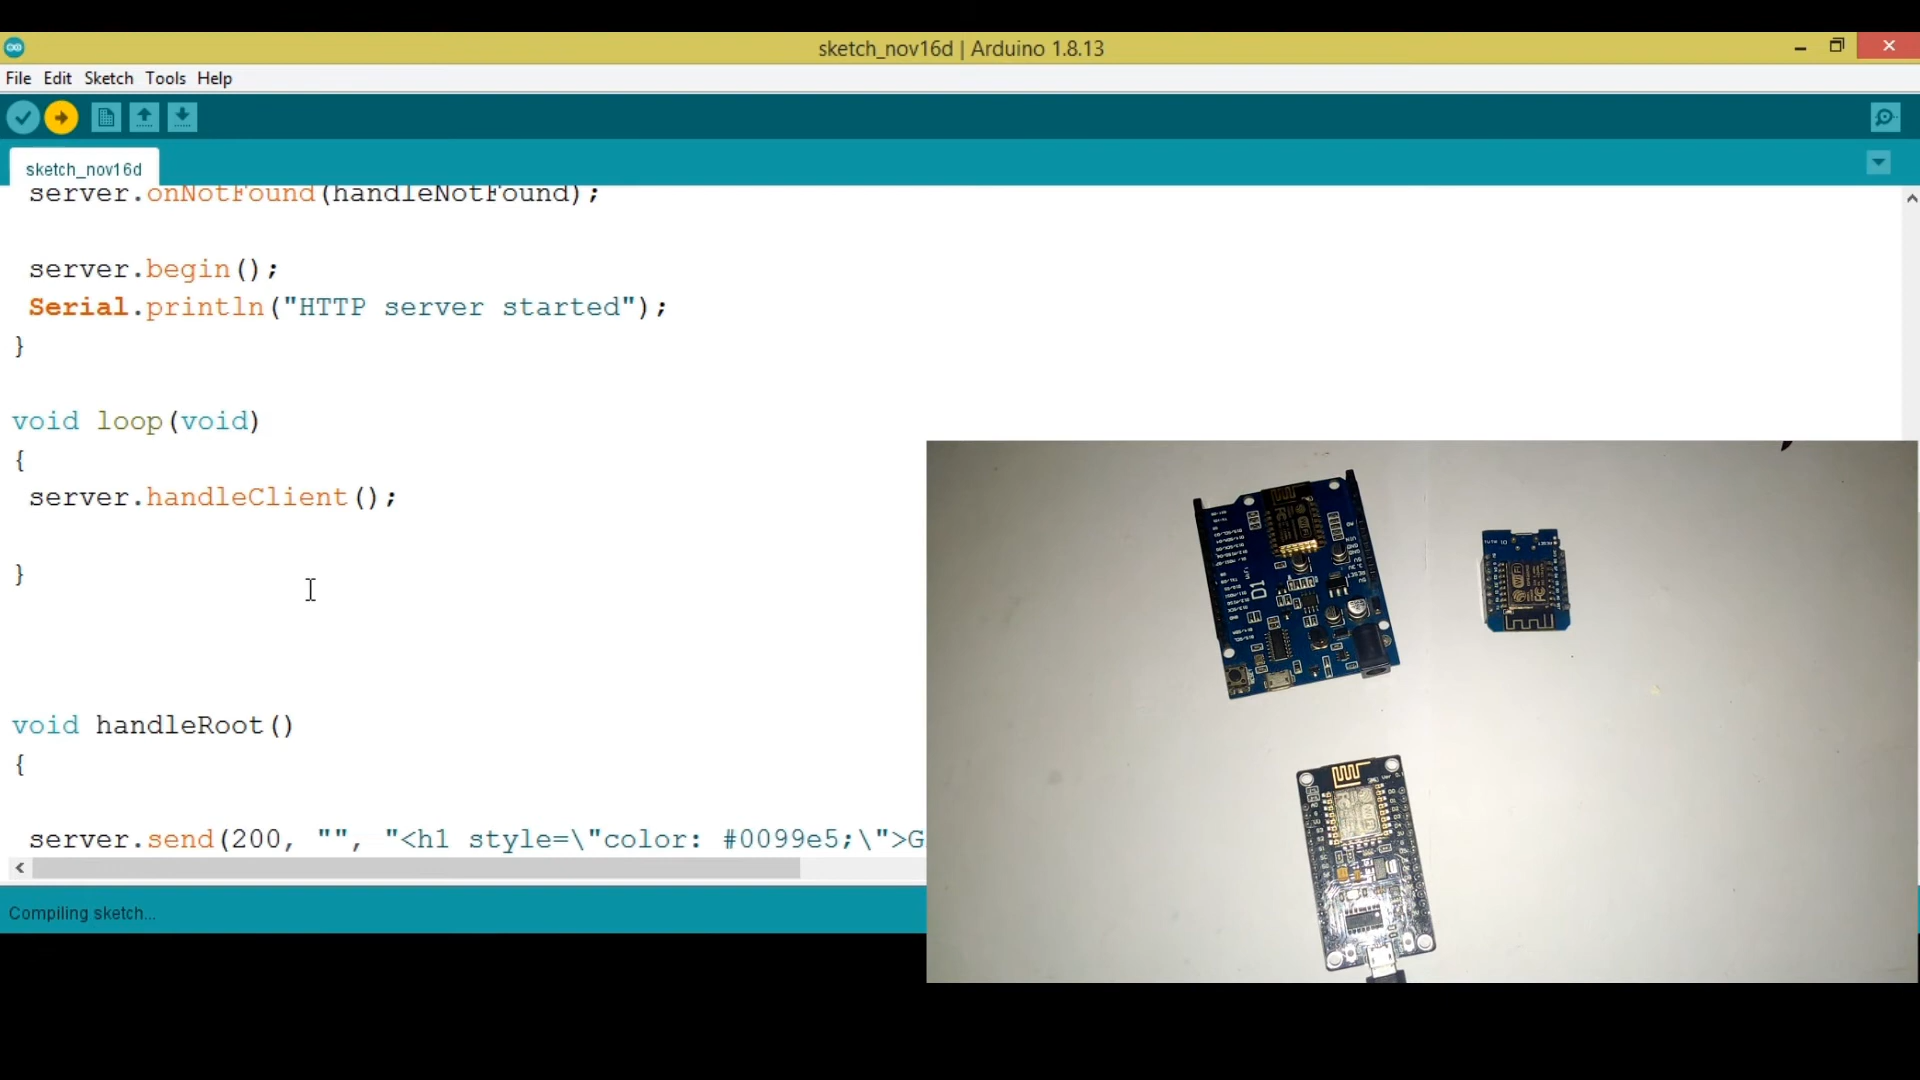 sketch_nov16d | Arduino 1.8.13
File Edit Sketch Tools Help
sketch_nov16d
server.onNotFound(handleNotFound);
server.begin();
Serial.println("HTTP server started");
}
void loop(void)
{
server.handleClient();
}
void handleRoot()
{
server.send(200, "", "<h1 style=\"color: #0099e5;\">G
Compiling sketch...
D1